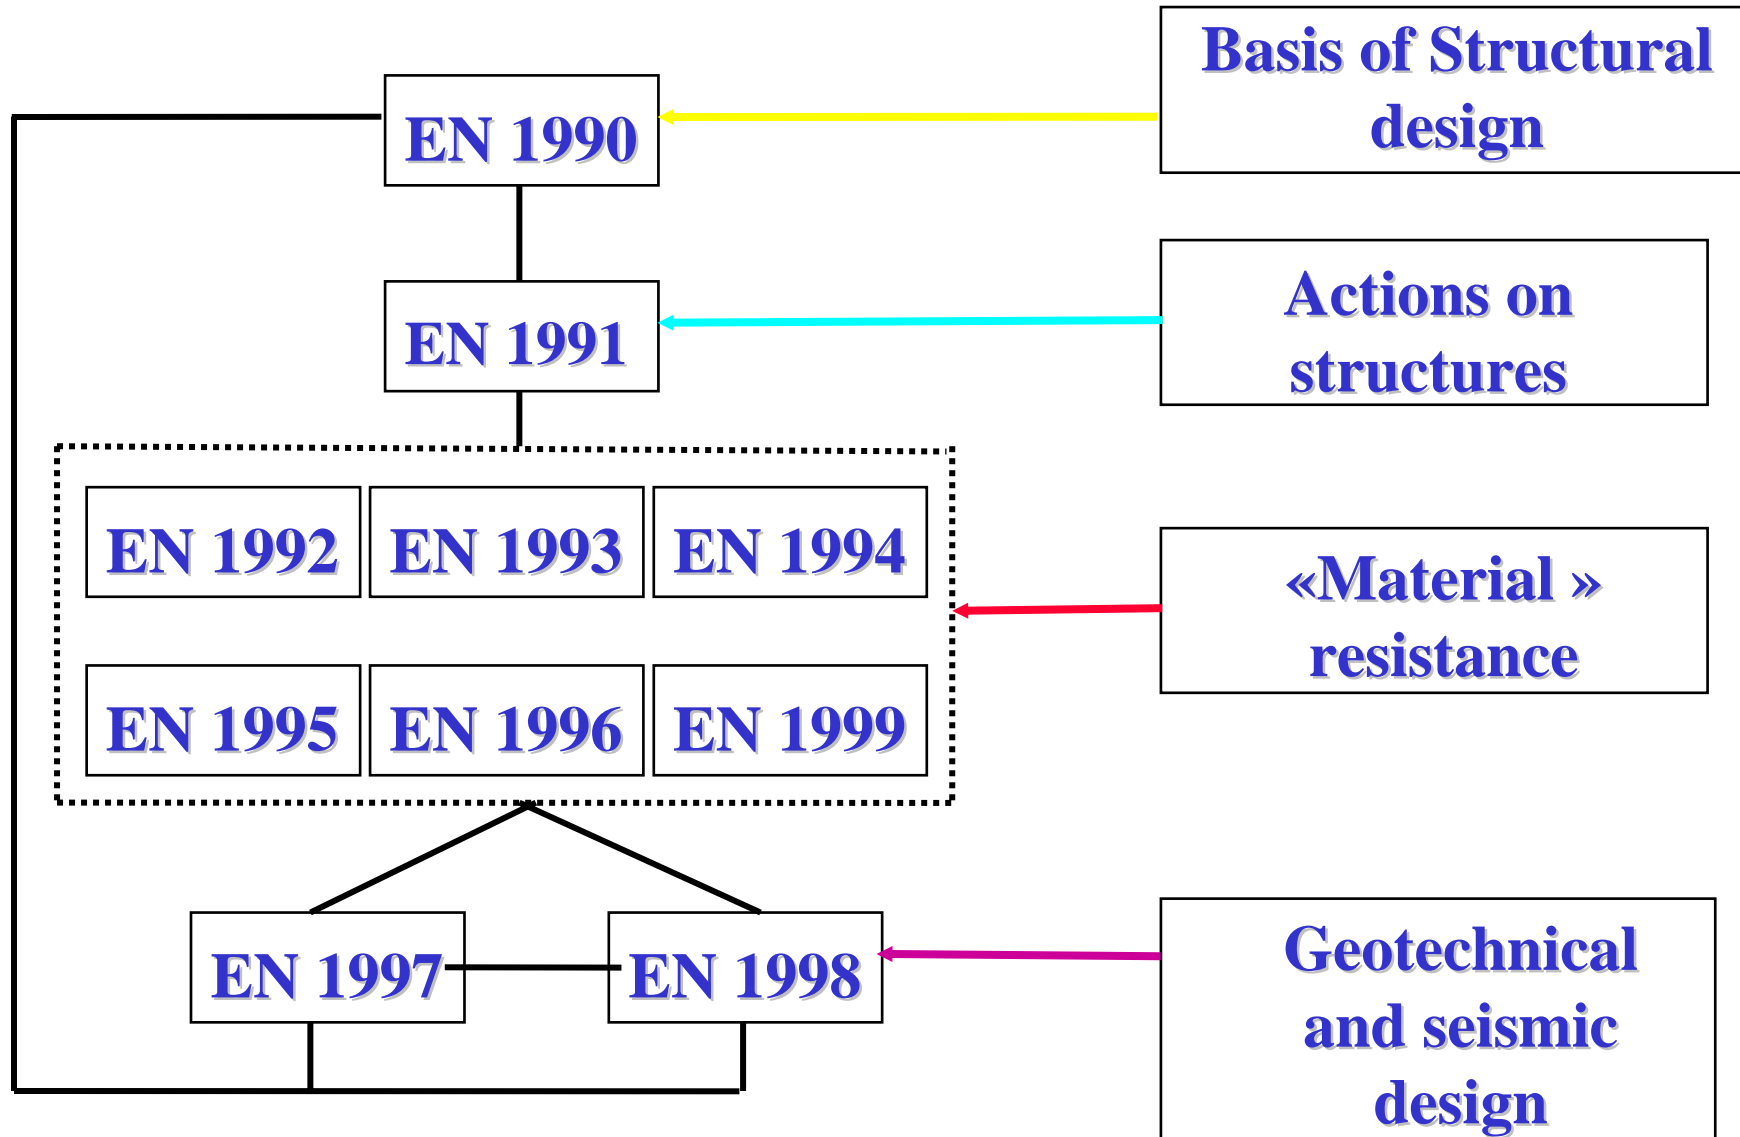 Basis of Structural
design
EN 1990
Actions on
structures
EN 1991
EN 1992 EN 1993 EN 1994
«Material »
resistance
EN 1995 EN 1996 EN 1999
EN 1997 EN 1998
Geotechnical
and seismic
design